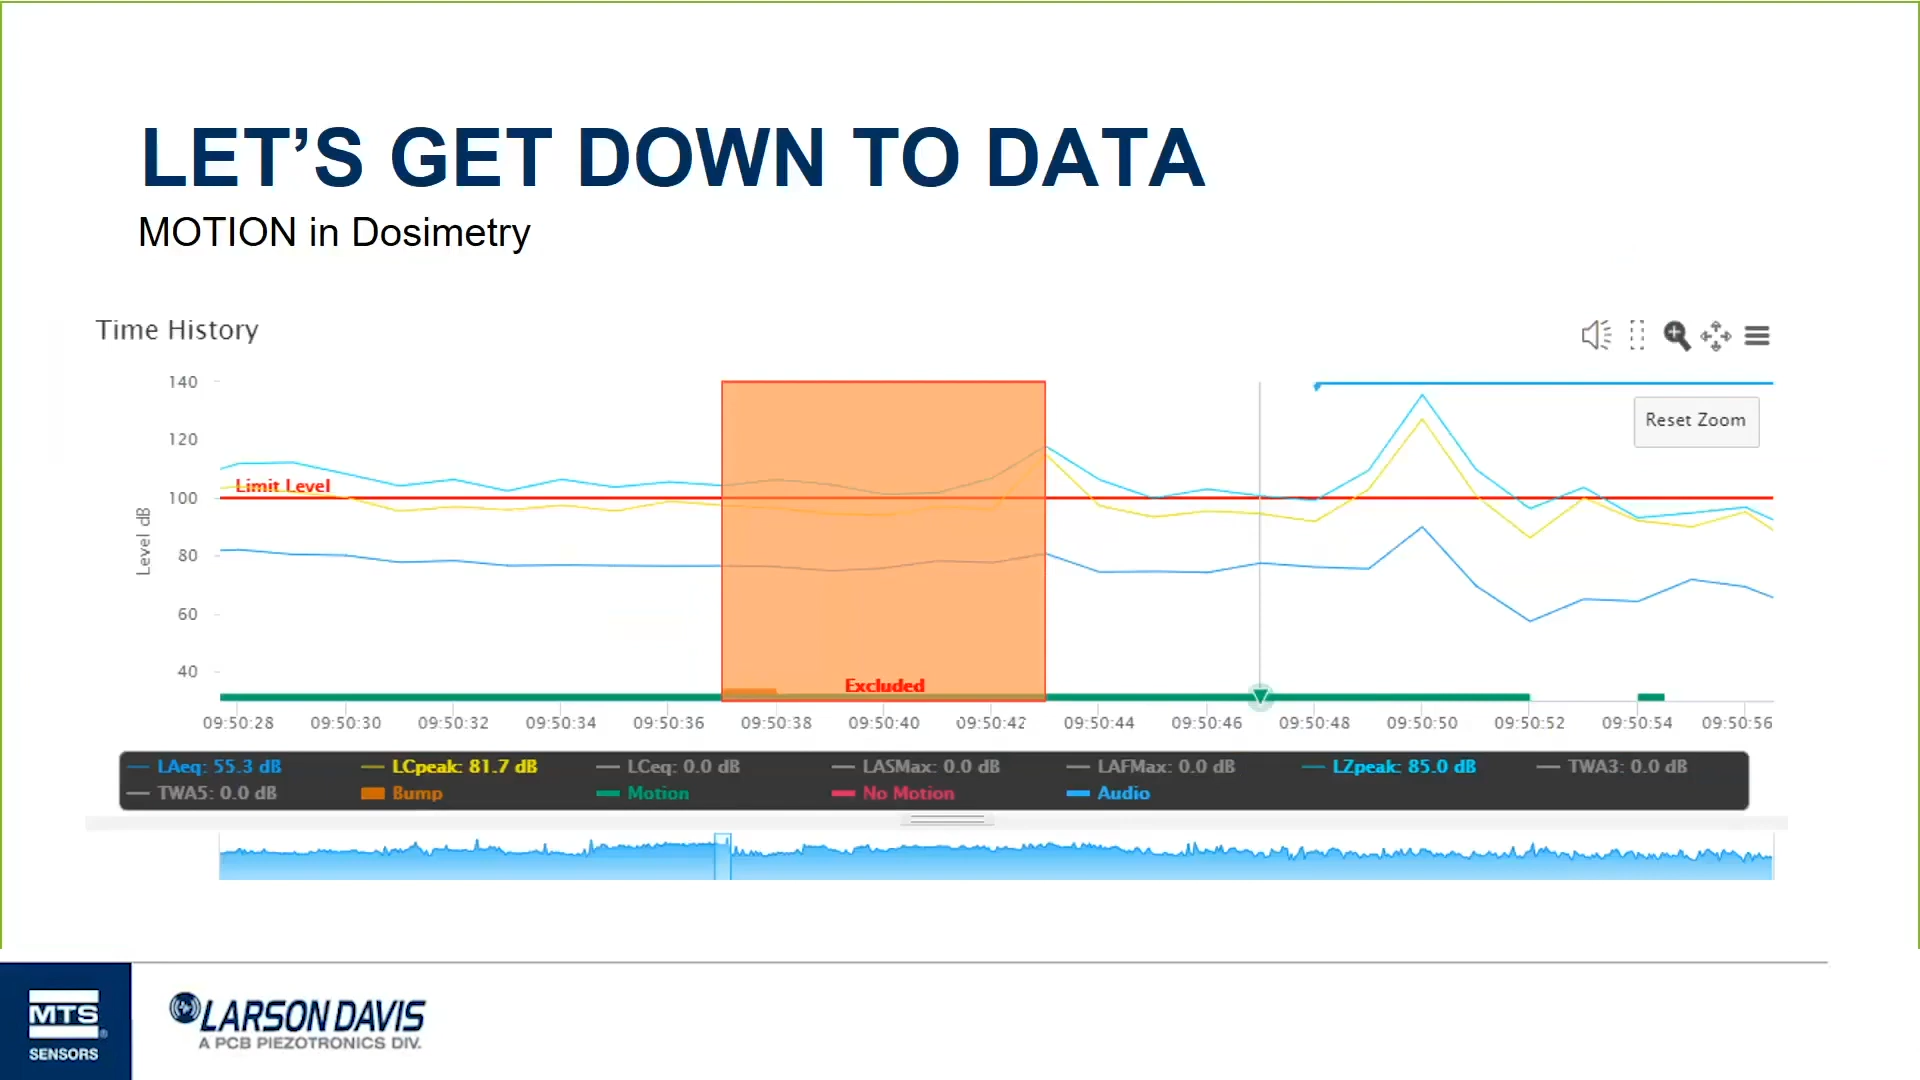 LET’S GET DOWN TO DATA
MOTION in Dosimetry
Time History
Reset Zoom
140
120
100
80
60
40
Level dB
Limit Level
Excluded
09:50:28 09:50:30 09:50:32 09:50:34 09:50:36 09:50:38 09:50:40 09:50:42 09:50:44 09:50:46 09:50:48 09:50:50 09:50:52 09:50:54 09:50:56
LAeq: 55.3 dB LCpeak: 81.7 dB LCeq: 0.0 dB LASMax: 0.0 dB LAFMax: 0.0 dB LZpeak: 85.0 dB TWA3: 0.0 dB
TWA5: 0.0 dB Bump Motion No Motion Audio
MTS®
SENSORS
LARSON DAVIS
A PCB PIEZOTRONICS DIV.